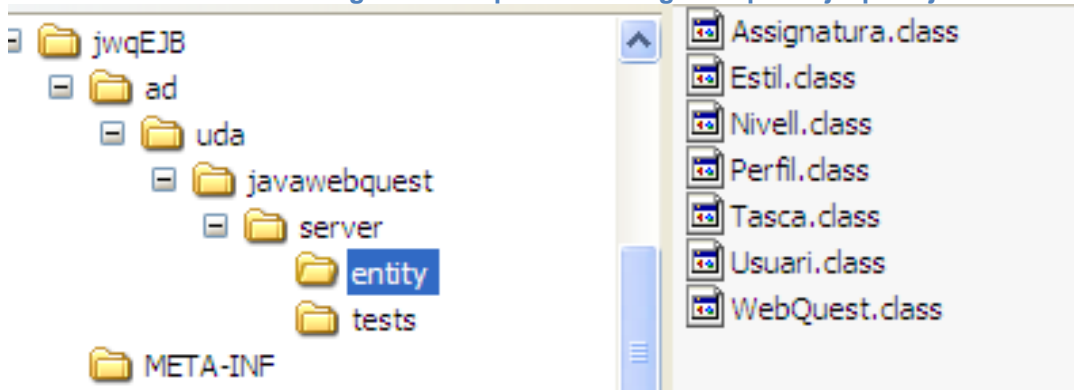 jwqEJB
ad
uda
javawebquest
server
entity
tests
META-INF
Assignatura.class
Estil.class
Nivell.class
Perfil.class
Tasca.class
Usuari.class
WebQuest.class